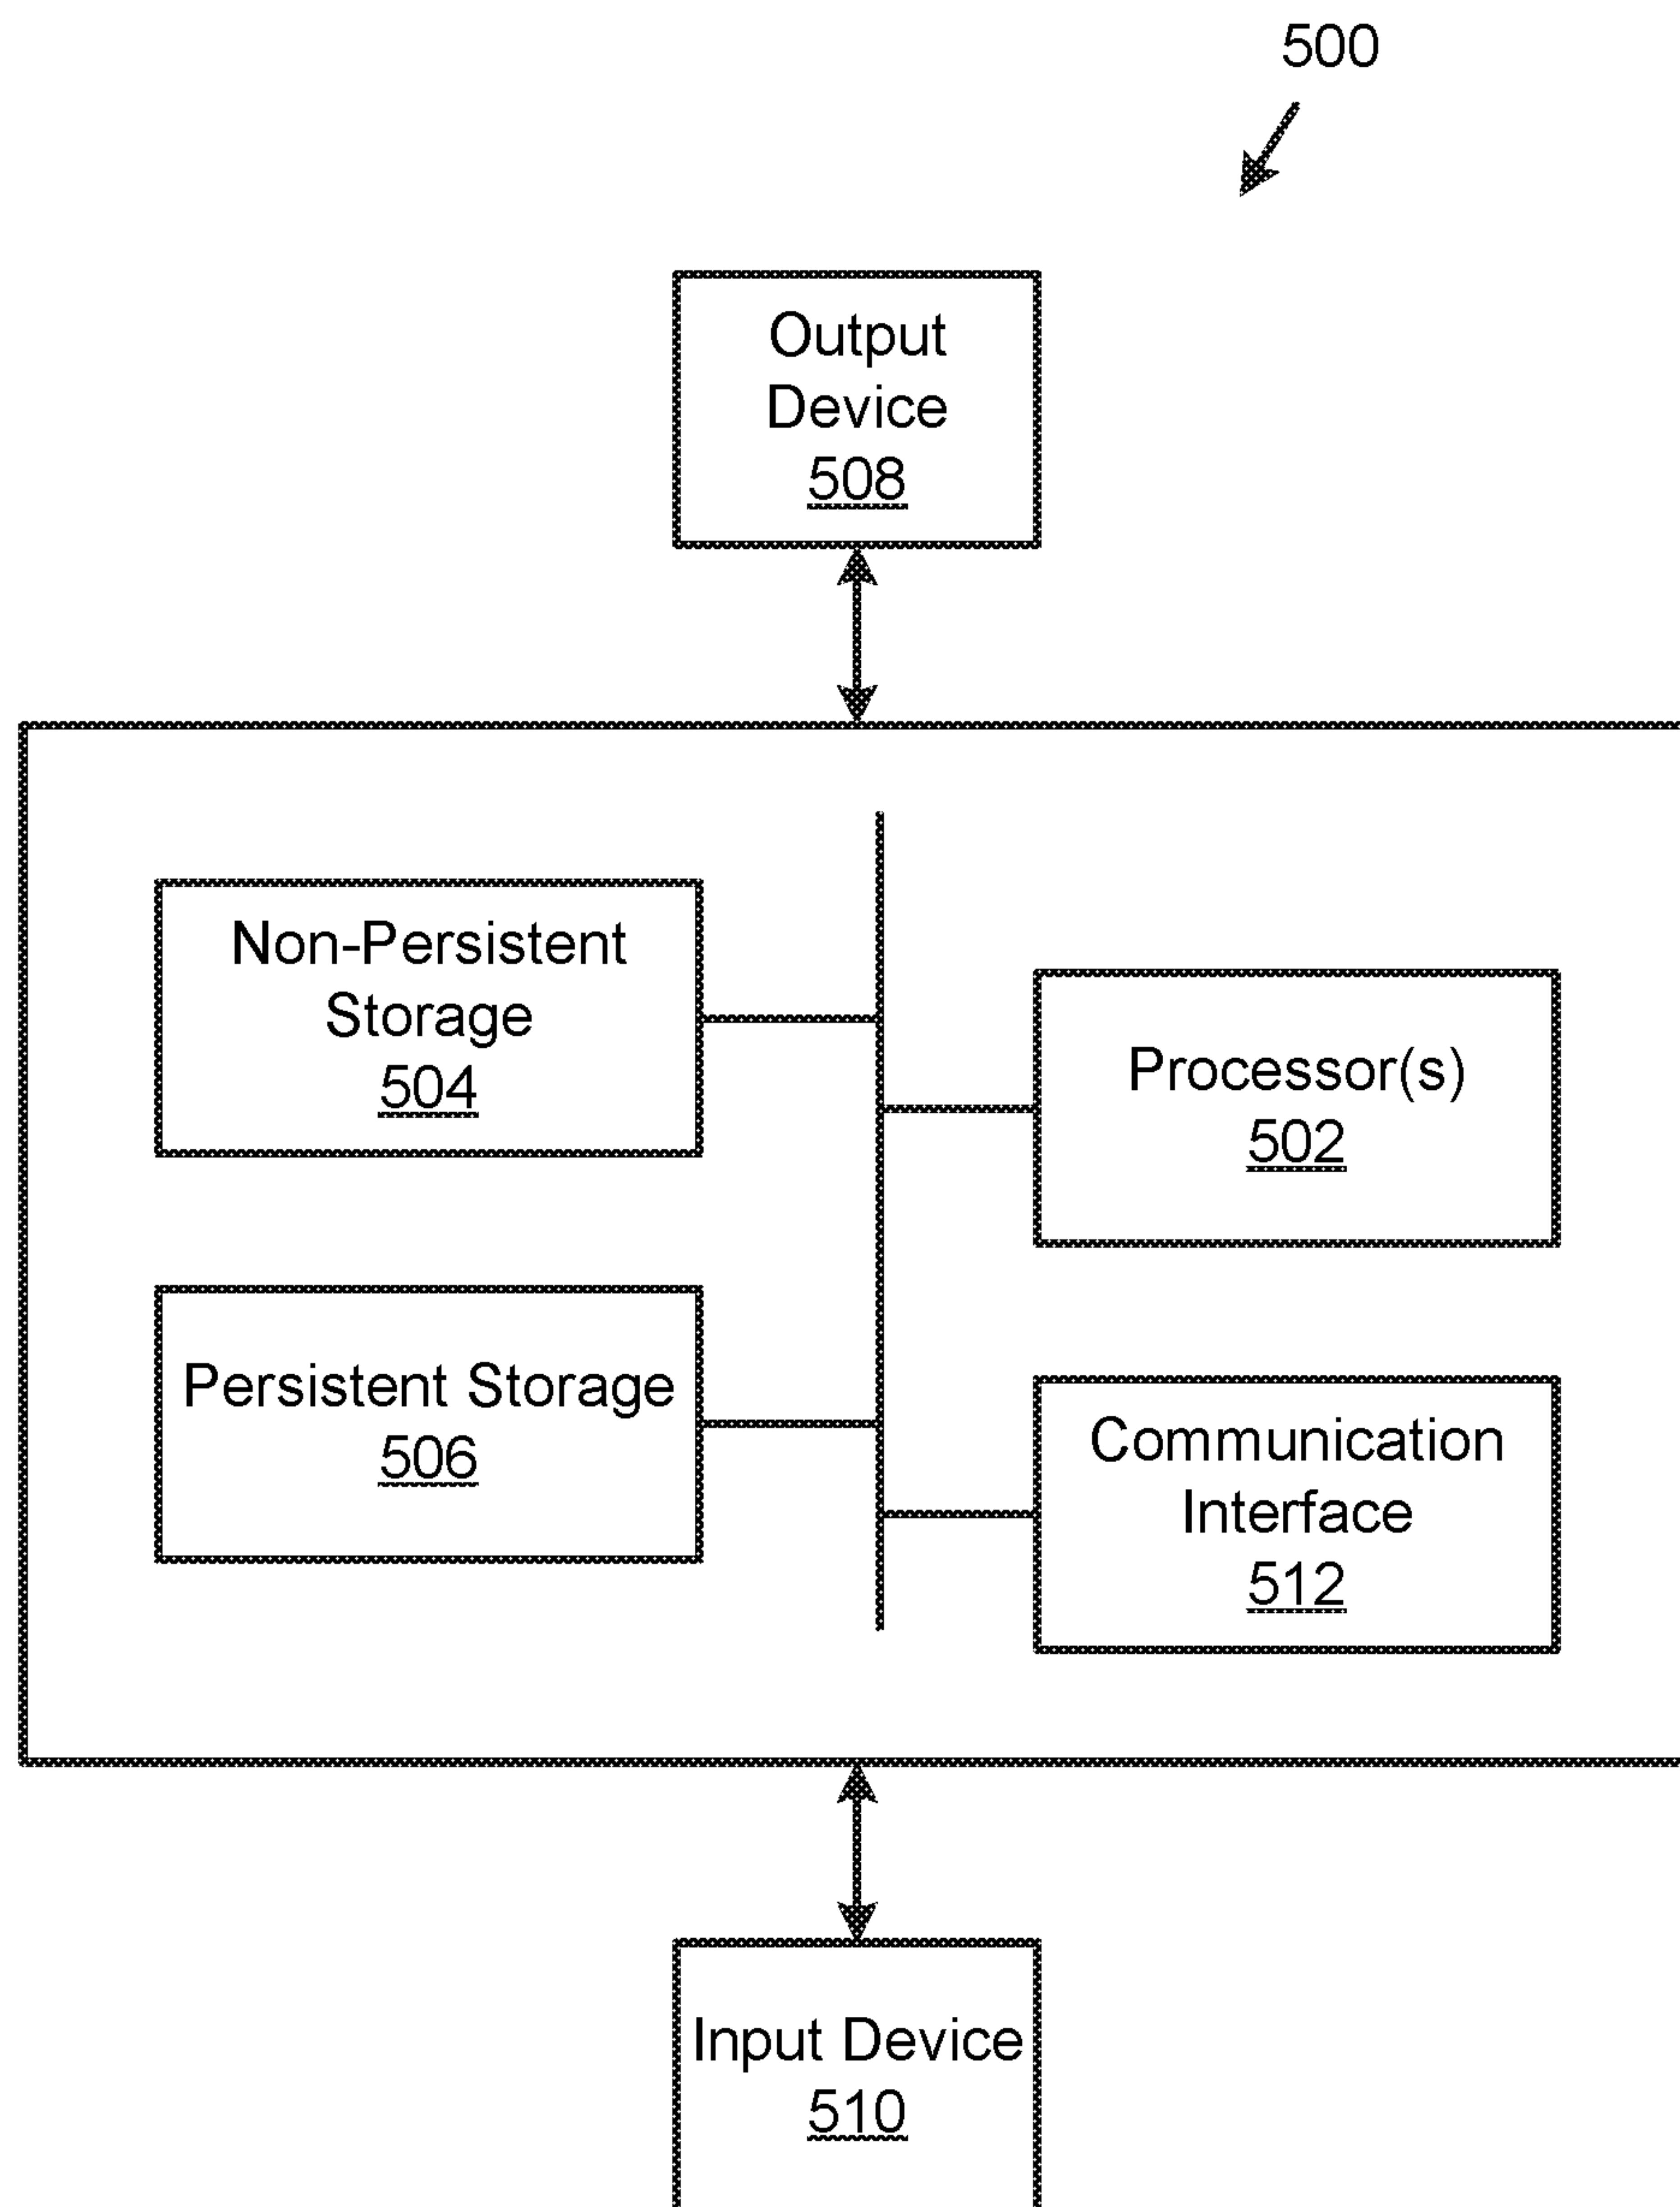 500
Output
Device
508
Non-Persistent
Storage
504
Processor(s)
502
Persistent Storage
506
Communication
Interface
512
Input Device
510